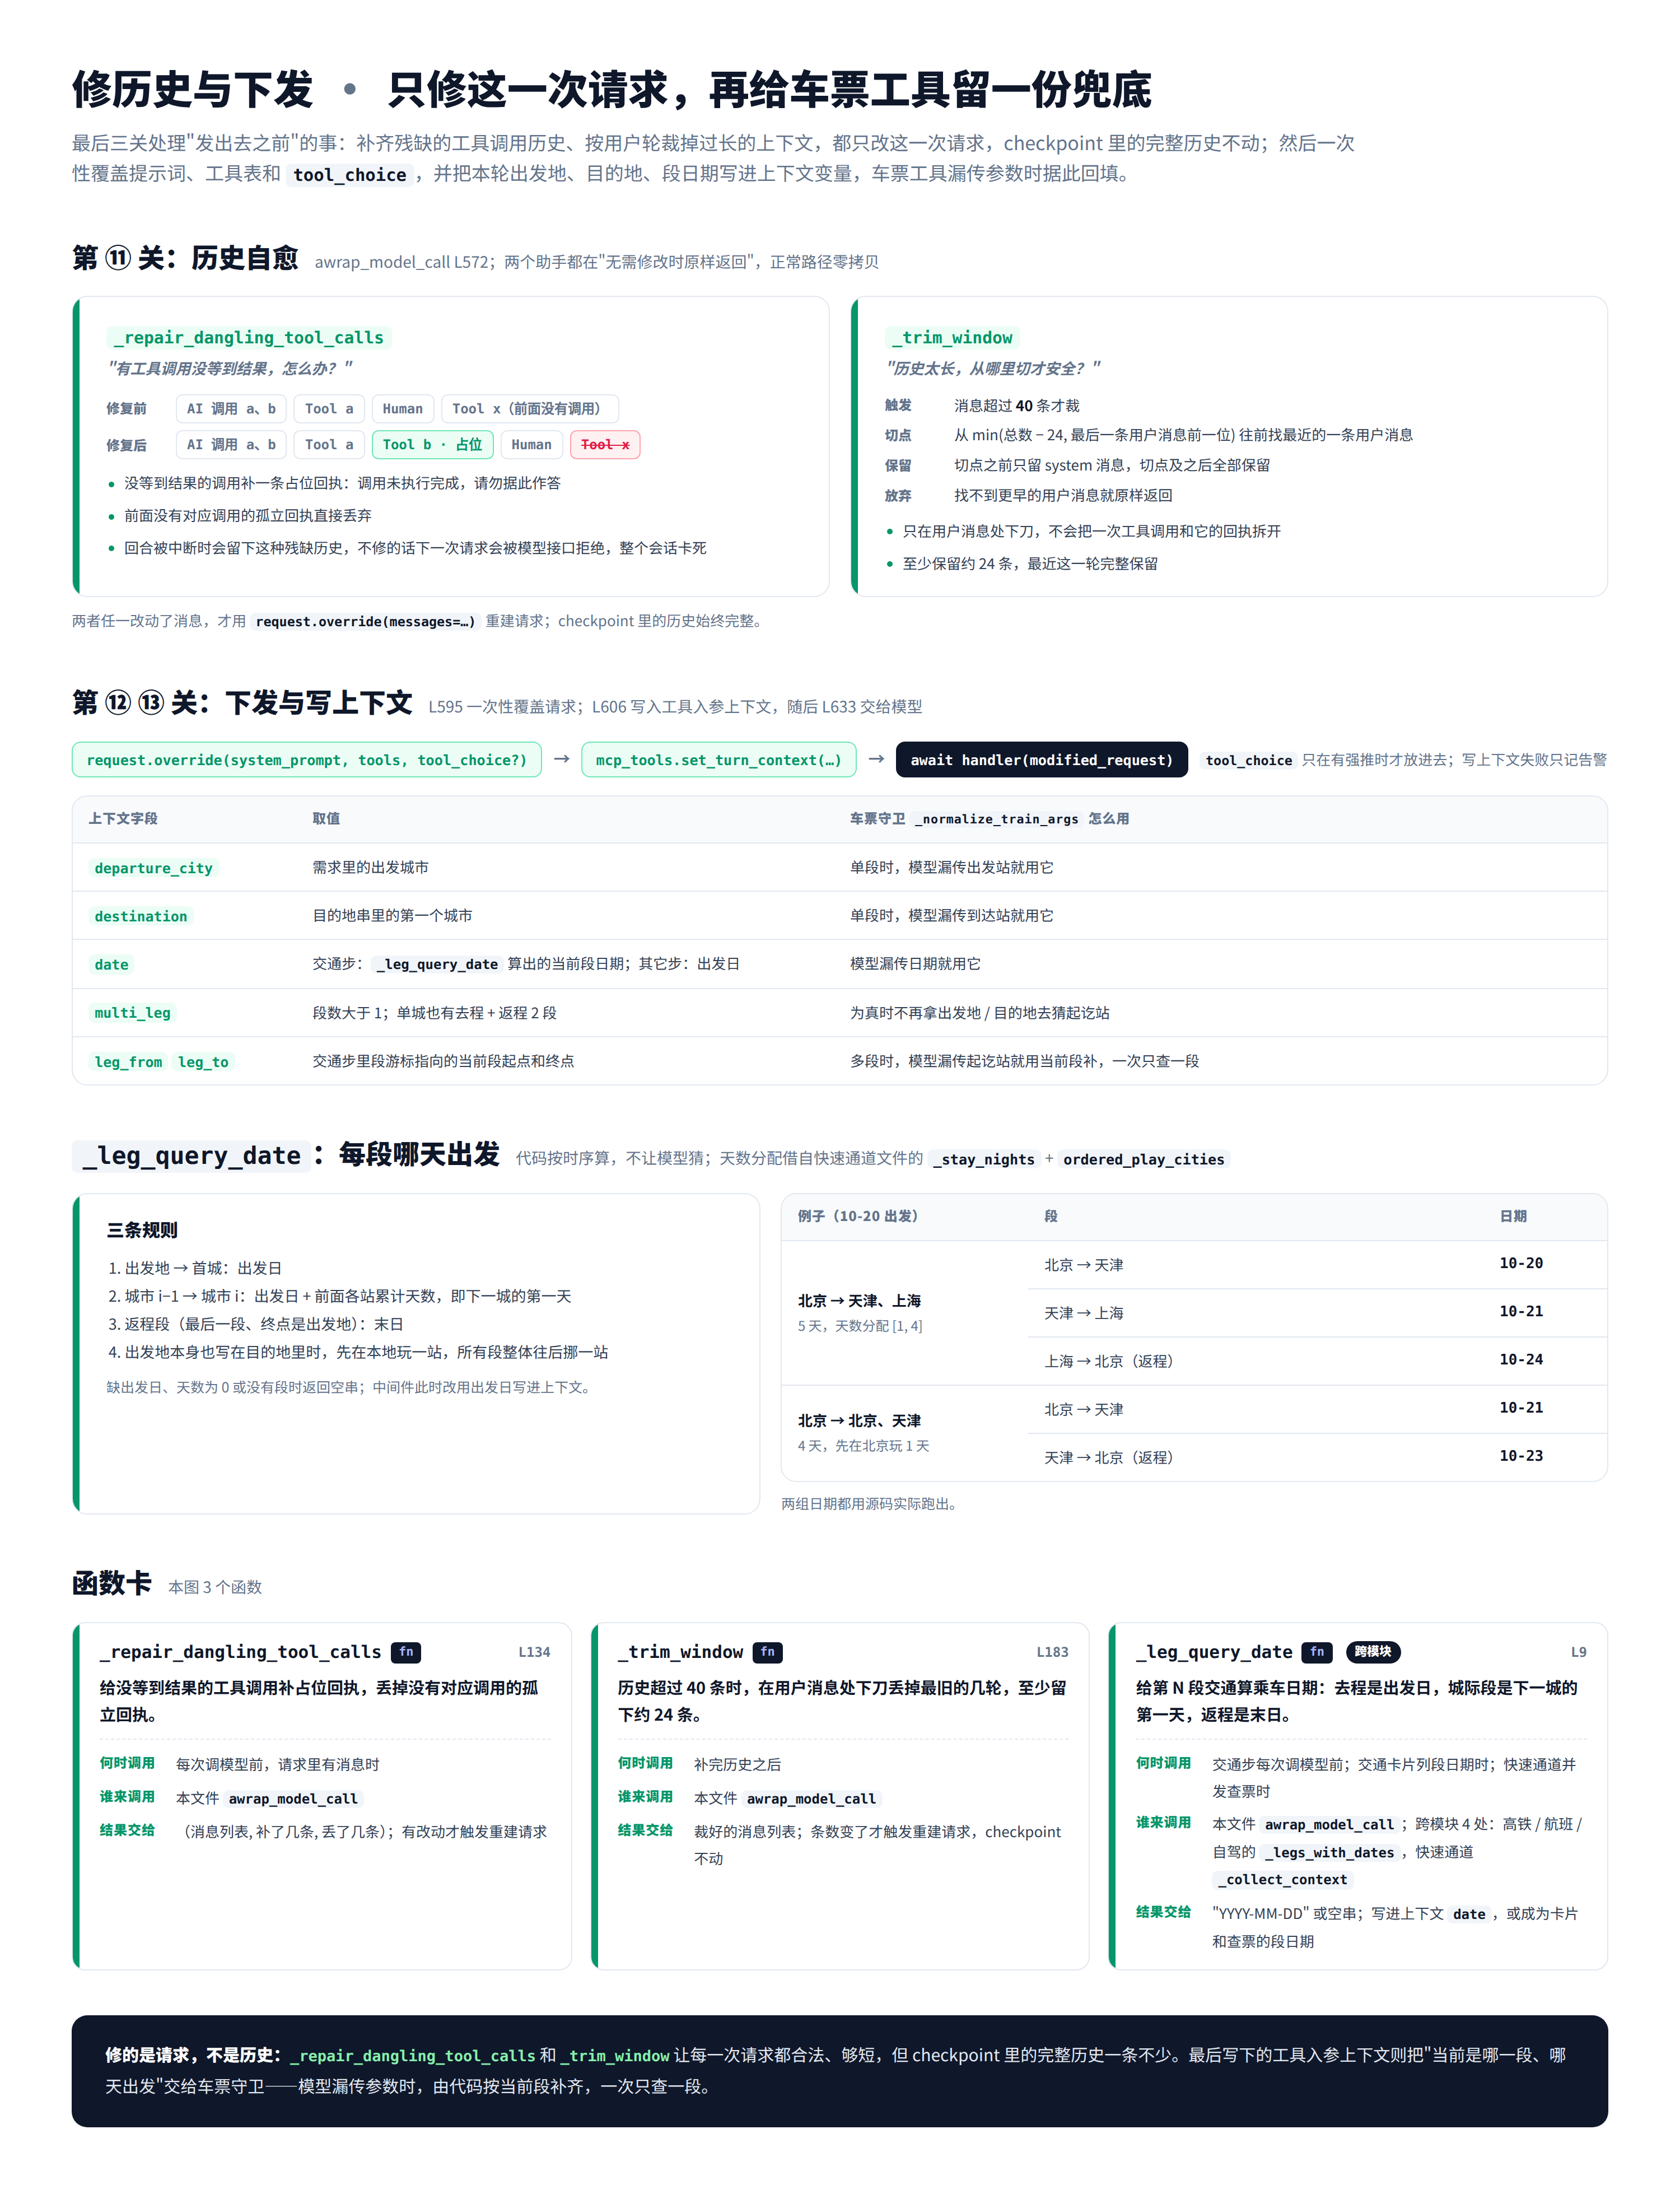 修历史与下发 • 只修这一次请求，再给车票工具留一份兜底
最后三关处理"发出去之前"的事：补齐残缺的工具调用历史、按用户轮裁掉过长的上下文，都只改这一次请求，checkpoint 里的完整历史不动；然后一次
性覆盖提示词、工具表和 tool_choice，并把本轮出发地、目的地、段日期写进上下文变量，车票工具漏传参数时据此回填。
第 ⑪ 关：历史自愈 awrap_model_call L572；两个助手都在"无需修改时原样返回"，正常路径零拷贝
_repair_dangling_tool_calls
"有工具调用没等到结果，怎么办？"
修复前 AI 调用 a、b Tool a Human Tool x（前面没有调用）
修复后 AI 调用 a、b Tool a Tool b · 占位 Human Tool x
• 没等到结果的调用补一条占位回执：调用未执行完成，请勿据此作答
• 前面没有对应调用的孤立回执直接丢弃
• 回合被中断时会留下这种残缺历史，不修的话下一次请求会被模型接口拒绝，整个会话卡死
_trim_window
"历史太长，从哪里切才安全？"
触发 消息超过 40 条才裁
切点 从 min(总数 − 24, 最后一条用户消息前一位) 往前找最近的一条用户消息
保留 切点之前只留 system 消息，切点及之后全部保留
放弃 找不到更早的用户消息就原样返回
• 只在用户消息处下刀，不会把一次工具调用和它的回执拆开
• 至少保留约 24 条，最近这一轮完整保留
两者任一改动了消息，才用 request.override(messages=…) 重建请求；checkpoint 里的历史始终完整。
第 ⑫ ⑬ 关：下发与写上下文 L595 一次性覆盖请求；L606 写入工具入参上下文，随后 L633 交给模型
request.override(system_prompt, tools, tool_choice?) → mcp_tools.set_turn_context(…) → await handler(modified_request) tool_choice 只在有强推时才放进去；写上下文失败只记告警
上下文字段 取值 车票守卫 _normalize_train_args 怎么用
departure_city 需求里的出发城市 单段时，模型漏传出发站就用它
destination 目的地串里的第一个城市 单段时，模型漏传到达站就用它
date 交通步：_leg_query_date 算出的当前段日期；其它步：出发日 模型漏传日期就用它
multi_leg 段数大于 1；单城也有去程 + 返程 2 段 为真时不再拿出发地 / 目的地去猜起讫站
leg_from leg_to 交通步里段游标指向的当前段起点和终点 多段时，模型漏传起讫站就用当前段补，一次只查一段
_leg_query_date：每段哪天出发 代码按时序算，不让模型猜；天数分配借自快速通道文件的 _stay_nights + ordered_play_cities
三条规则
1. 出发地 → 首城：出发日
2. 城市 i−1 → 城市 i：出发日 + 前面各站累计天数，即下一城的第一天
3. 返程段（最后一段、终点是出发地）：末日
4. 出发地本身也写在目的地里时，先在本地玩一站，所有段整体往后挪一站
缺出发日、天数为 0 或没有段时返回空串；中间件此时改用出发日写进上下文。
例子（10-20 出发） 段 日期
北京 → 天津、上海
5 天，天数分配 [1, 4]
北京 → 天津 10-20
天津 → 上海 10-21
上海 → 北京（返程） 10-24
北京 → 北京、天津
4 天，先在北京玩 1 天
北京 → 天津 10-21
天津 → 北京（返程） 10-23
两组日期都用源码实际跑出。
函数卡 本图 3 个函数
_repair_dangling_tool_calls fn L134
给没等到结果的工具调用补占位回执，丢掉没有对应调用的孤
立回执。
何时调用 每次调模型前，请求里有消息时
谁来调用 本文件 awrap_model_call
结果交给 （消息列表, 补了几条, 丢了几条）；有改动才触发重建请求
_trim_window fn L183
历史超过 40 条时，在用户消息处下刀丢掉最旧的几轮，至少留
下约 24 条。
何时调用 补完历史之后
谁来调用 本文件 awrap_model_call
结果交给 裁好的消息列表；条数变了才触发重建请求，checkpoint
不动
_leg_query_date fn 跨模块 L9
给第 N 段交通算乘车日期：去程是出发日，城际段是下一城的
第一天，返程是末日。
何时调用 交通步每次调模型前；交通卡片列段日期时；快速通道并
发查票时
谁来调用 本文件 awrap_model_call；跨模块 4 处：高铁 / 航班 /
自驾的 _legs_with_dates，快速通道
_collect_context
结果交给 "YYYY-MM-DD" 或空串；写进上下文 date，或成为卡片
和查票的段日期
修的是请求，不是历史：_repair_dangling_tool_calls 和 _trim_window 让每一次请求都合法、够短，但 checkpoint 里的完整历史一条不少。最后写下的工具入参上下文则把"当前是哪一段、哪
天出发"交给车票守卫——模型漏传参数时，由代码按当前段补齐，一次只查一段。